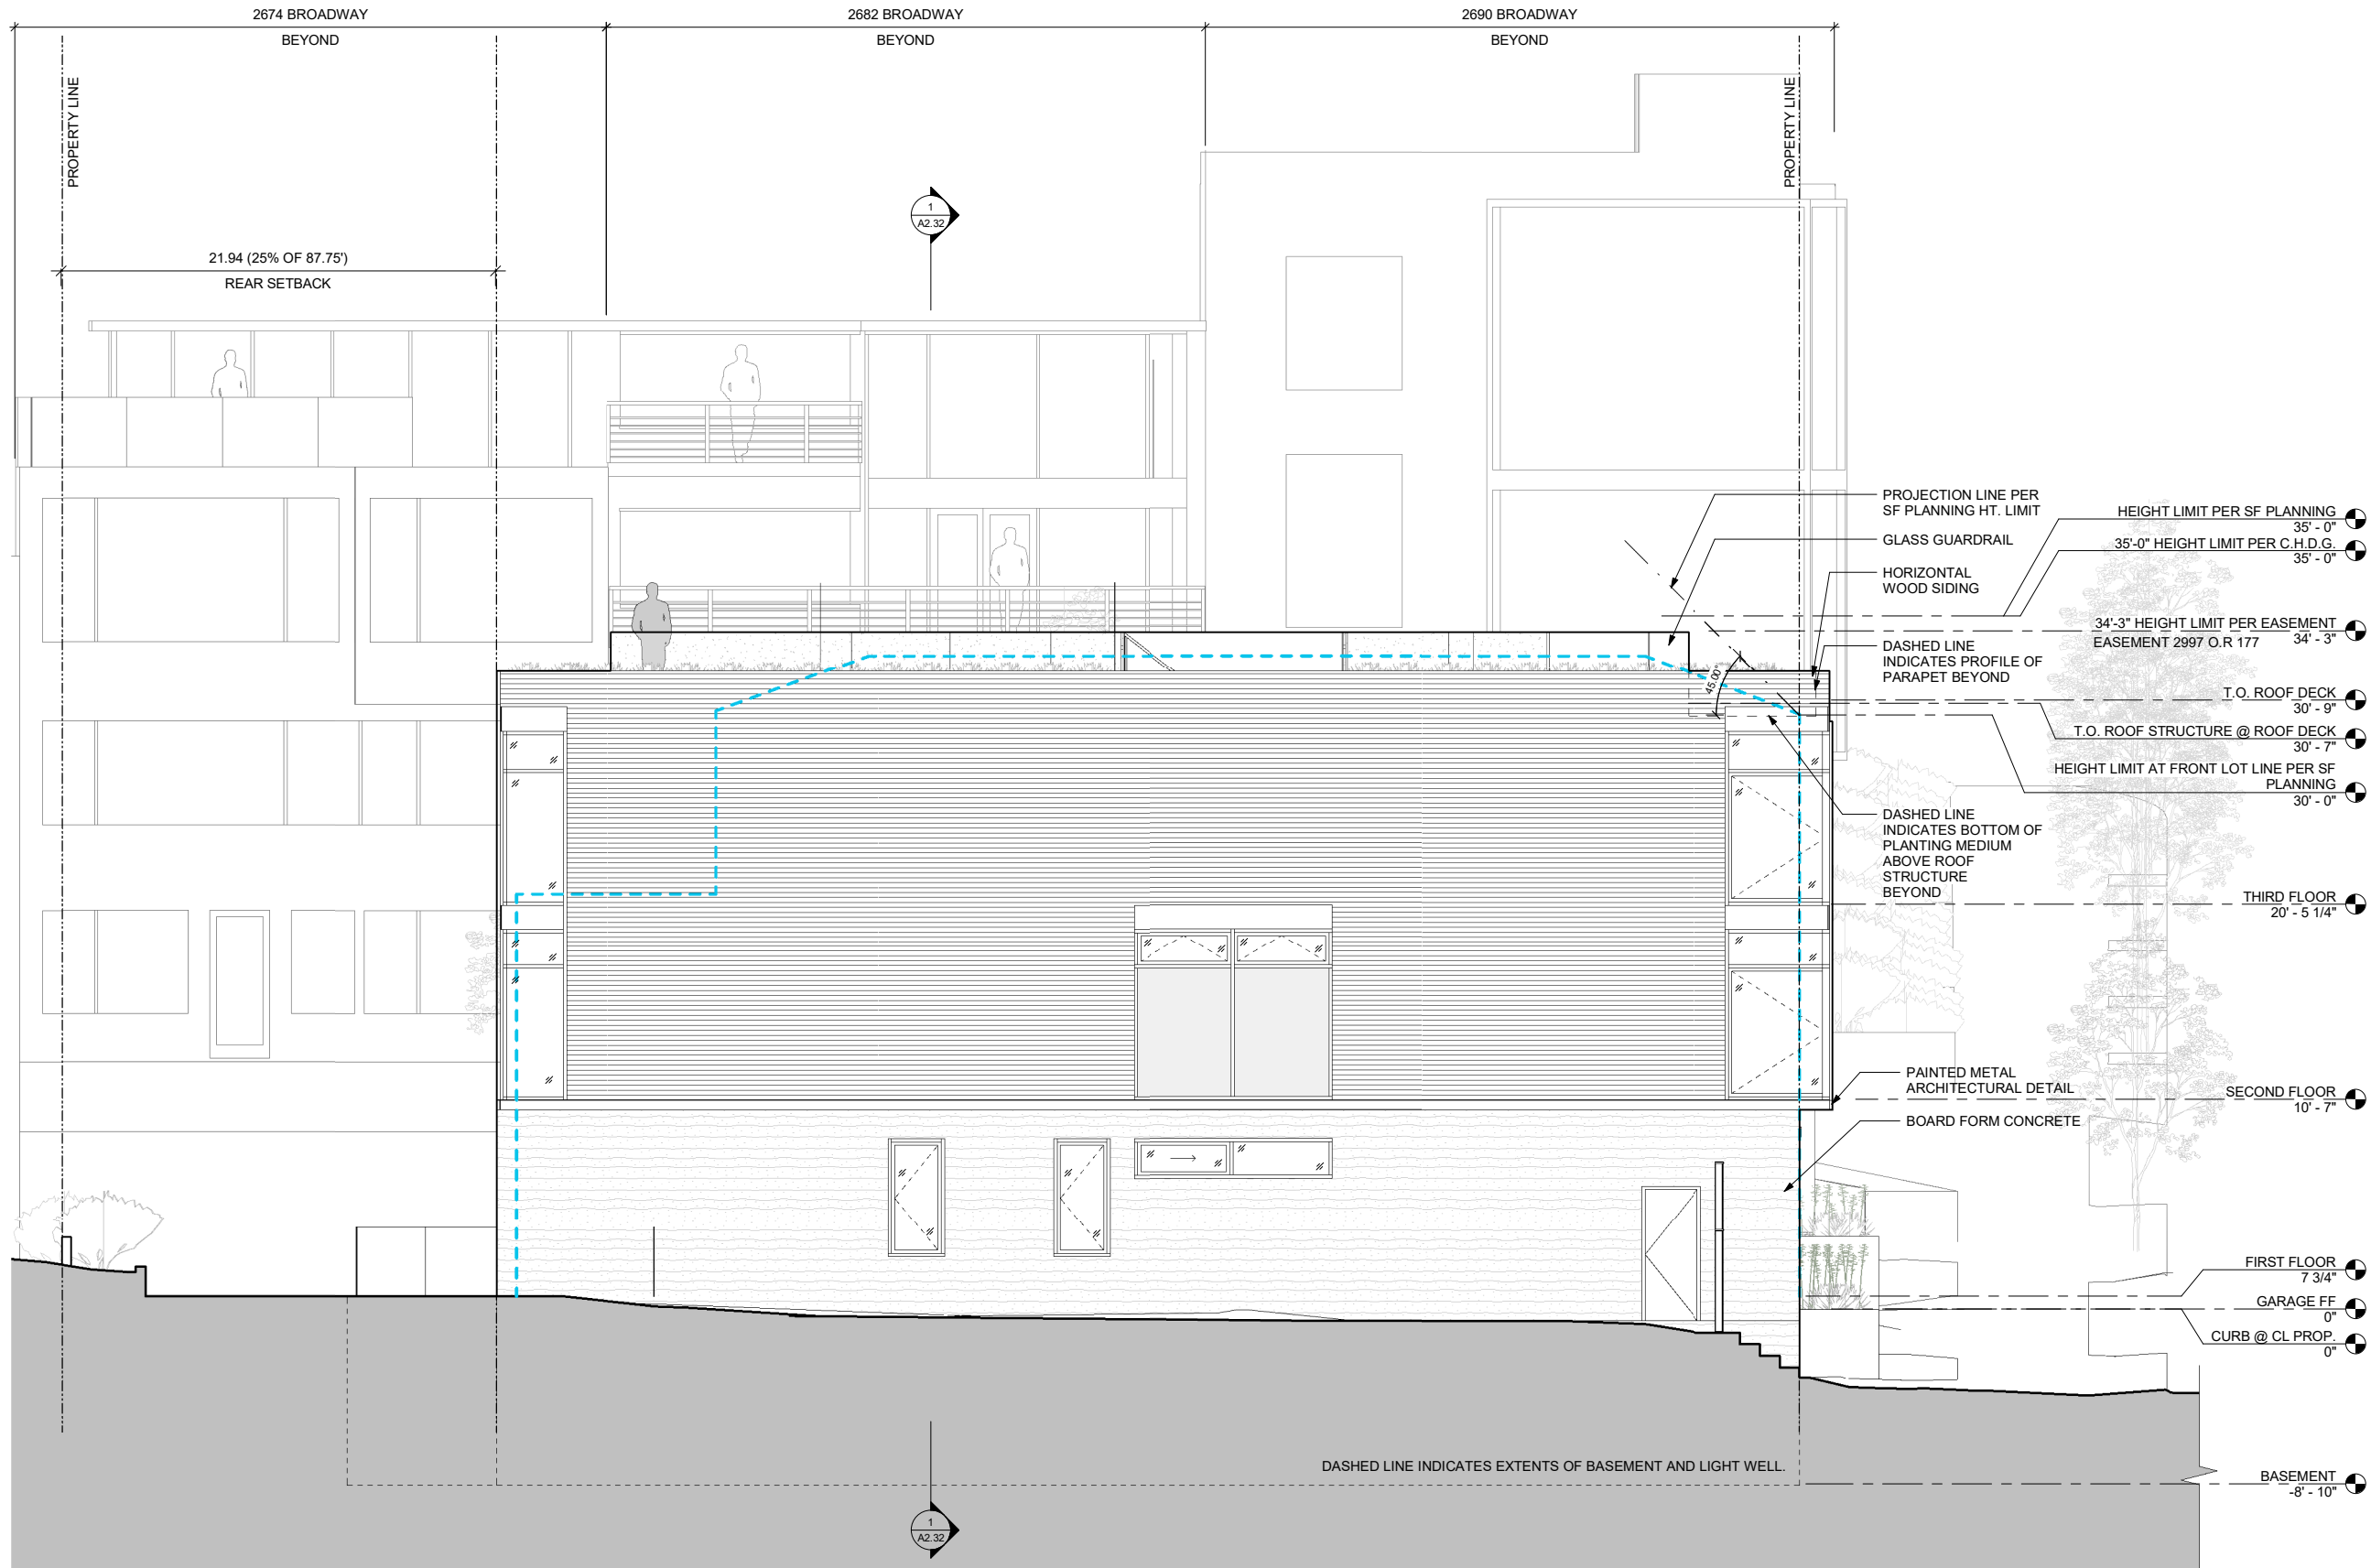 2674 BROADWAY
BEYOND
2682 BROADWAY
BEYOND
2690 BROADWAY
BEYOND
PROPERTY LINE
PROPERTY LINE
1
A2.32
21.94 (25% OF 87.75')
REAR SETBACK
PROJECTION LINE PER
SF PLANNING HT. LIMIT
GLASS GUARDRAIL
HORIZONTAL
WOOD SIDING
DASHED LINE
INDICATES PROFILE OF
PARAPET BEYOND
45.00°
DASHED LINE
INDICATES BOTTOM OF
PLANTING MEDIUM
ABOVE ROOF
STRUCTURE
BEYOND
PAINTED METAL
ARCHITECTURAL DETAIL
BOARD FORM CONCRETE
HEIGHT LIMIT PER SF PLANNING
35' - 0"
35'-0" HEIGHT LIMIT PER C.H.D.G.
35' - 0"
34'-3" HEIGHT LIMIT PER EASEMENT
34' - 3"
EASEMENT 2997 O.R 177
T.O. ROOF DECK
30' - 9"
T.O. ROOF STRUCTURE @ ROOF DECK
30' - 7"
HEIGHT LIMIT AT FRONT LOT LINE PER SF
PLANNING
30' - 0"
THIRD FLOOR
20' - 5 1/4"
SECOND FLOOR
10' - 7"
FIRST FLOOR
7 3/4"
GARAGE FF
0"
CURB @ CL PROP.
0"
BASEMENT
-8' - 10"
DASHED LINE INDICATES EXTENTS OF BASEMENT AND LIGHT WELL.
1
A2.32